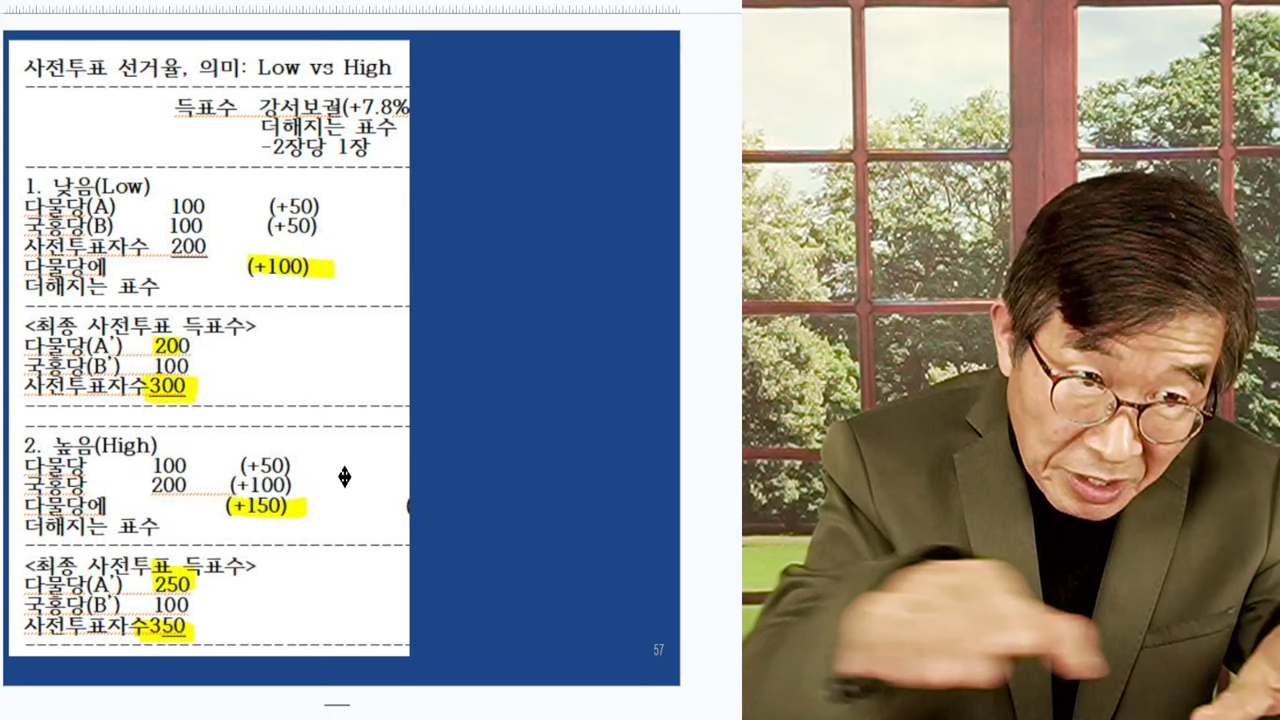 사전투표 선거율, 의미: Low vs High
득표수 강서보궐(+7.8%
더해지는 표수
-2장당 1장
1. 낮음(Low)
다물당(A) 100 (+50)
국홍당(B) 100 (+50)
사전투표자수 200
다물당에 (+100)
더해지는 표수
<최종 사전투표 득표수>
다물당(A') 200
국홍당(B') 100
사전투표자수300
2. 높음(High)
다물당 100 (+50)
국홍당 200 (+100)
다물당에 (+150) (
더해지는 표수
<최종 사전투표 득표수>
다물당(A') 250
국홍당(B') 100
사전투표자수350
57